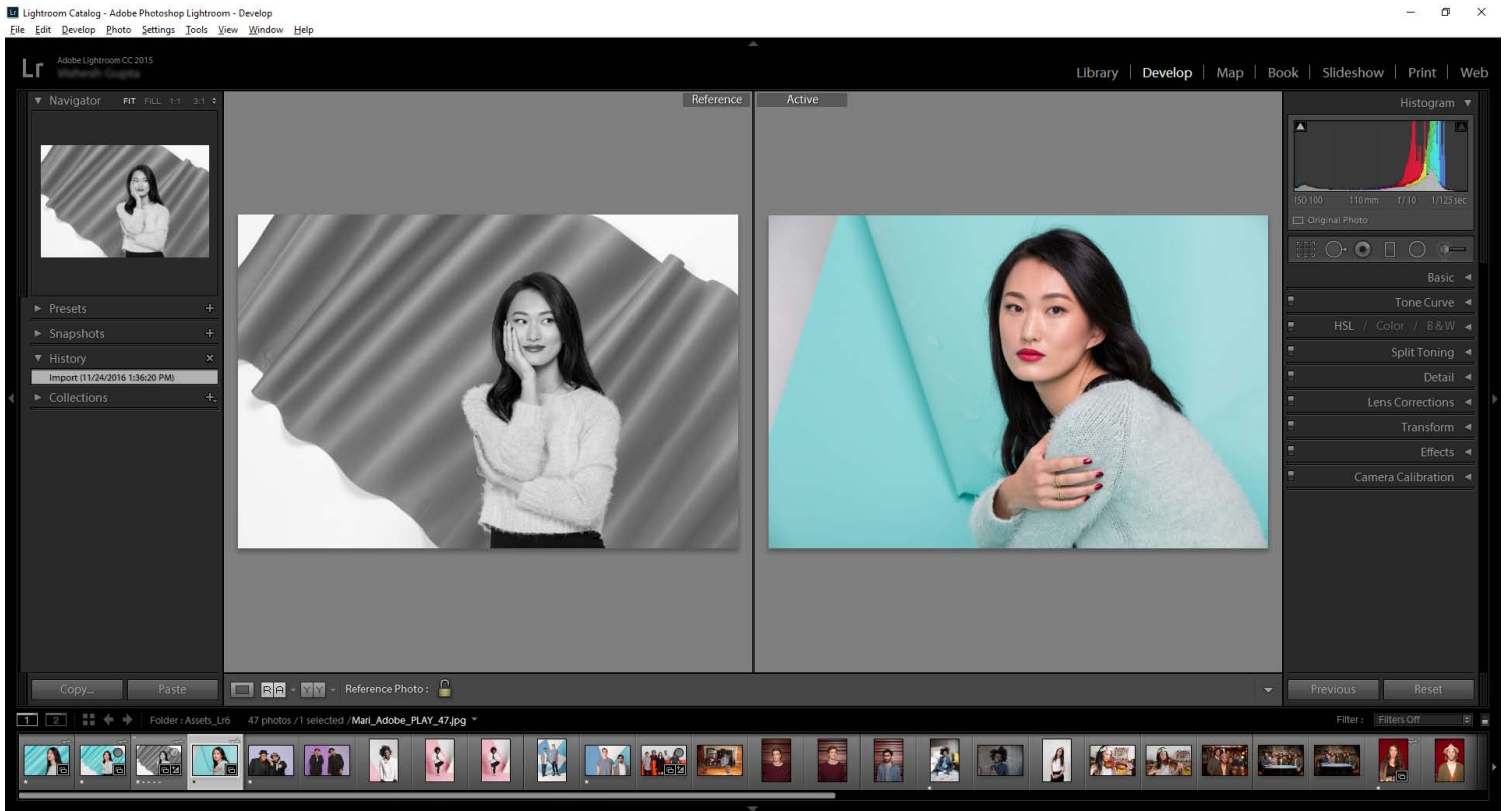 Lightroom Catalog - Adobe Photoshop Lightroom - Develop
File Edit Develop Photo Settings Tools View Window Help
Lr Adobe Lightroom CC 2015
Library | Develop | Map | Book | Slideshow | Print | Web
Navigator FIT FILL 1:1 3:1
Reference
Active
Histogram
ISO 100 110 mm f/10 1/125 sec
Original Photo
Presets
Snapshots
History
Import (11/24/2016 1:36:20 PM)
Collections
Basic
Tone Curve
HSL / Color / B & W
Split Toning
Detail
Lens Corrections
Transform
Effects
Camera Calibration
Copy... Paste
R A Y Y Reference Photo :
Previous Reset
1 2 Folder : Assets_Lr6 47 photos / 1 selected / Mari_Adobe_PLAY_47.jpg
Filter : Filters Off